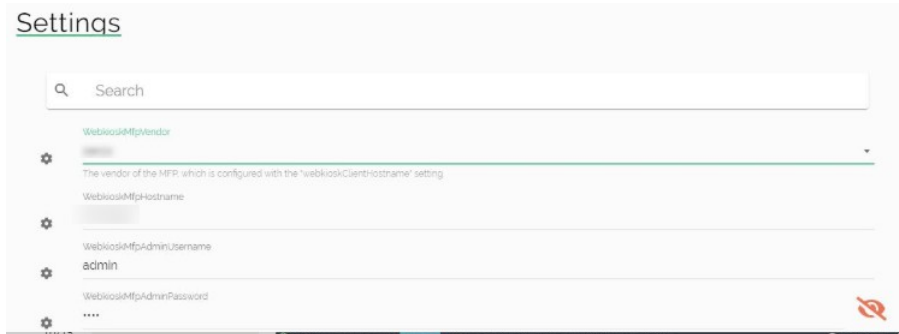 Settings
Search
WebkioskMfpVendor
The vendor of the MFP, which is configured with the "webkioskClientHostname" setting
WebkioskMfpHostname
WebkioskMfpAdminUsername
admin
WebkioskMfpAdminPassword
••••